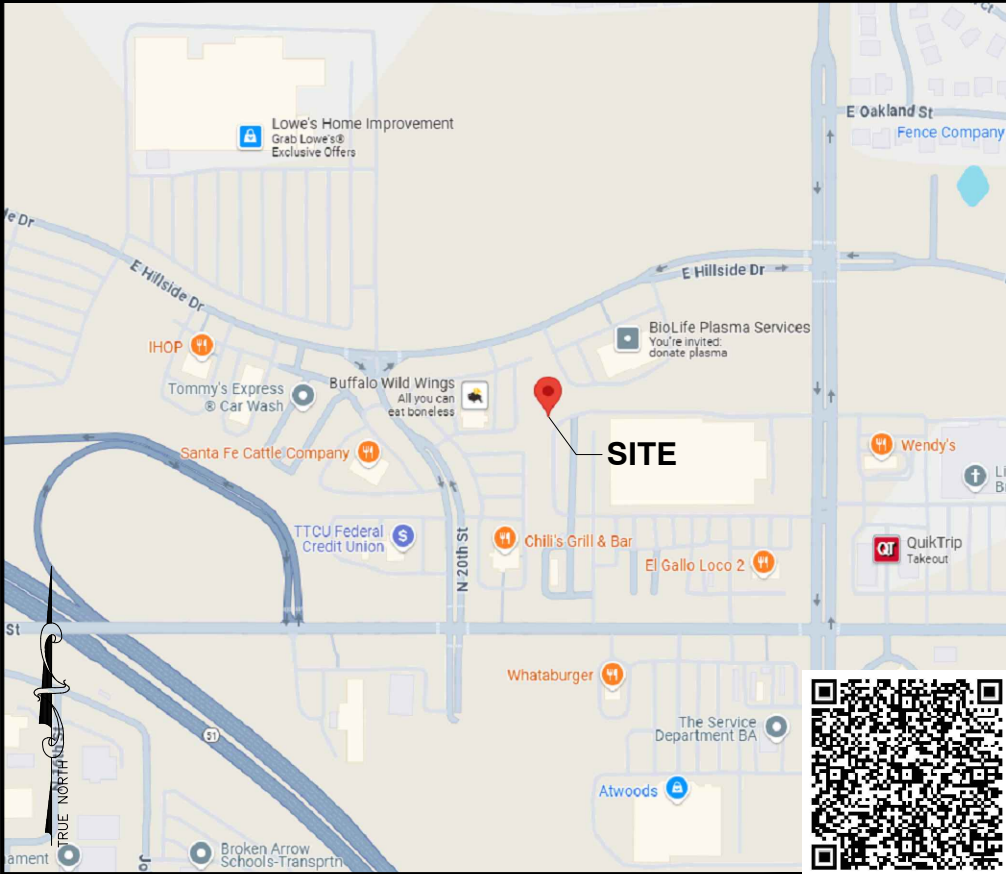 E Oakland St
Fence Company
Lowe's Home Improvement
Grab Lowe's®
Exclusive Offers
le Dr
E Hillside Dr
E Hillside Dr
BioLife Plasma Services
You're invited:
donate plasma
IHOP
Tommy's Express
® Car Wash
Buffalo Wild Wings
All you can
eat boneless
SITE
Santa Fe Cattle Company
Wendy's
TTCU Federal
Credit Union
Chili's Grill & Bar
El Gallo Loco 2
QT
QuikTrip
Takeout
N 20th St
St
Whataburger
The Service
Department BA
51
TRUE NORTH
Atwoods
Broken Arrow
Schools-Transprtn
ament
Jo